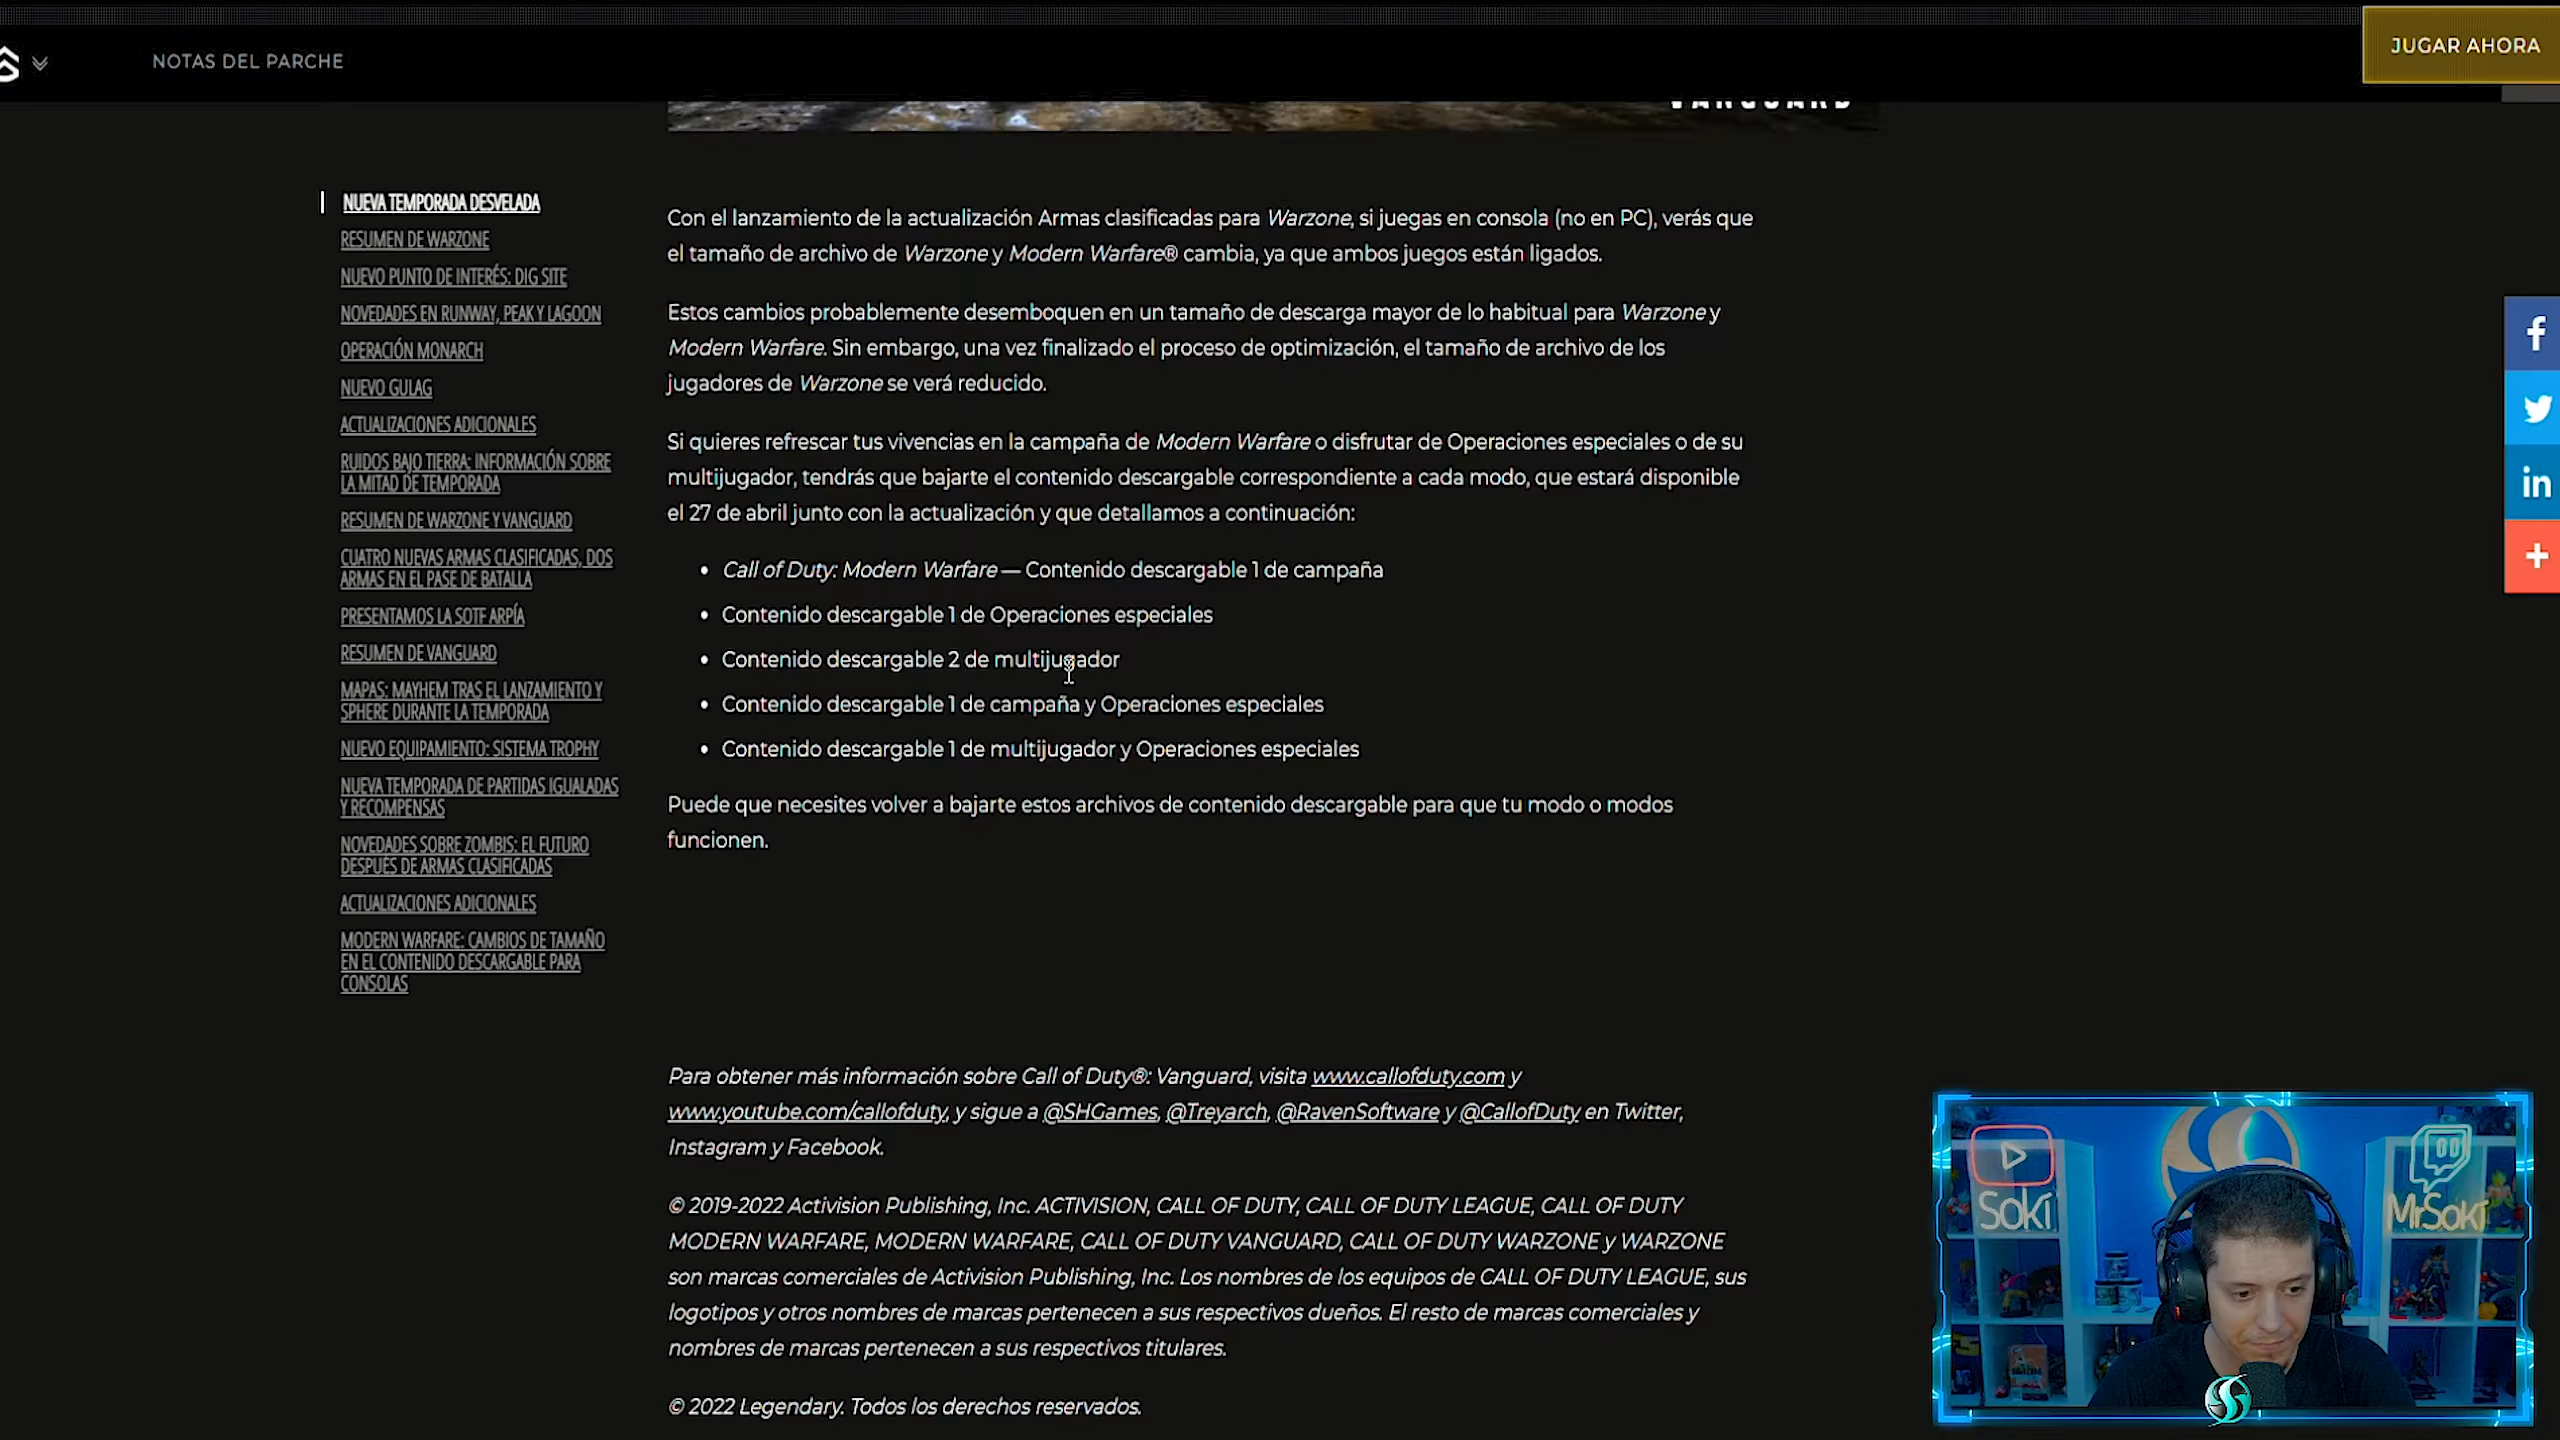 NOTAS DEL PARCHE
JUGAR AHORA
VANGUARD
NUEVA TEMPORADA DESVELADA
RESUMEN DE WARZONE
NUEVO PUNTO DE INTERÉS: DIG SITE
NOVEDADES EN RUNWAY, PEAK Y LAGOON
OPERACIÓN MONARCH
NUEVO GULAG
ACTUALIZACIONES ADICIONALES
RUIDOS BAJO TIERRA: INFORMACIÓN SOBRE
LA MITAD DE TEMPORADA
RESUMEN DE WARZONE Y VANGUARD
CUATRO NUEVAS ARMAS CLASIFICADAS, DOS
ARMAS EN EL PASE DE BATALLA
PRESENTAMOS LA SOTF ARPÍA
RESUMEN DE VANGUARD
MAPAS: MAYHEM TRAS EL LANZAMIENTO Y
SPHERE DURANTE LA TEMPORADA
NUEVO EQUIPAMIENTO: SISTEMA TROPHY
NUEVA TEMPORADA DE PARTIDAS IGUALADAS
Y RECOMPENSAS
NOVEDADES SOBRE ZOMBIS: EL FUTURO
DESPUÉS DE ARMAS CLASIFICADAS
ACTUALIZACIONES ADICIONALES
MODERN WARFARE: CAMBIOS DE TAMAÑO
EN EL CONTENIDO DESCARGABLE PARA
CONSOLAS
Con el lanzamiento de la actualización Armas clasificadas para Warzone, si juegas en consola (no en PC), verás que
el tamaño de archivo de Warzone y Modern Warfare® cambia, ya que ambos juegos están ligados.
Estos cambios probablemente desemboquen en un tamaño de descarga mayor de lo habitual para Warzone y
Modern Warfare. Sin embargo, una vez finalizado el proceso de optimización, el tamaño de archivo de los
jugadores de Warzone se verá reducido.
Si quieres refrescar tus vivencias en la campaña de Modern Warfare o disfrutar de Operaciones especiales o de su
multijugador, tendrás que bajarte el contenido descargable correspondiente a cada modo, que estará disponible
el 27 de abril junto con la actualización y que detallamos a continuación:
• Call of Duty: Modern Warfare — Contenido descargable 1 de campaña
• Contenido descargable 1 de Operaciones especiales
• Contenido descargable 2 de multijugador
• Contenido descargable 1 de campaña y Operaciones especiales
• Contenido descargable 1 de multijugador y Operaciones especiales
Puede que necesites volver a bajarte estos archivos de contenido descargable para que tu modo o modos
funcionen.
Para obtener más información sobre Call of Duty®: Vanguard, visita www.callofduty.com y
www.youtube.com/callofduty, y sigue a @SHGames, @Treyarch, @RavenSoftware y @CallofDuty en Twitter,
Instagram y Facebook.
© 2019-2022 Activision Publishing, Inc. ACTIVISION, CALL OF DUTY, CALL OF DUTY LEAGUE, CALL OF DUTY
MODERN WARFARE, MODERN WARFARE, CALL OF DUTY VANGUARD, CALL OF DUTY WARZONE y WARZONE
son marcas comerciales de Activision Publishing, Inc. Los nombres de los equipos de CALL OF DUTY LEAGUE, sus
logotipos y otros nombres de marcas pertenecen a sus respectivos dueños. El resto de marcas comerciales y
nombres de marcas pertenecen a sus respectivos titulares.
© 2022 Legendary. Todos los derechos reservados.
f
in
+
Soki
MrSoki